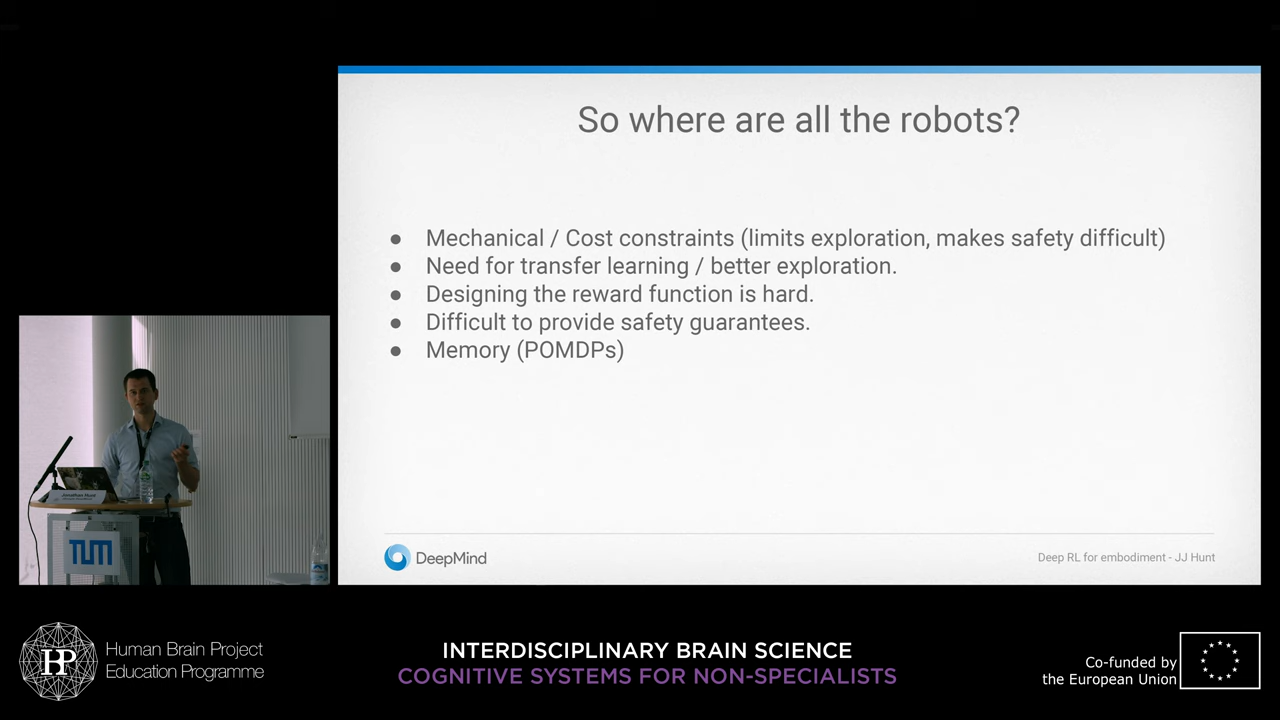 So where are all the robots?
● Mechanical / Cost constraints (limits exploration, makes safety difficult)
● Need for transfer learning / better exploration.
● Designing the reward function is hard.
● Difficult to provide safety guarantees.
● Memory (POMDPs)
DeepMind
Deep RL for embodiment - JJ Hunt
Jonathan Hunt
TUM
HP
Human Brain Project
Education Programme
INTERDISCIPLINARY BRAIN SCIENCE
COGNITIVE SYSTEMS FOR NON-SPECIALISTS
Co-funded by
the European Union